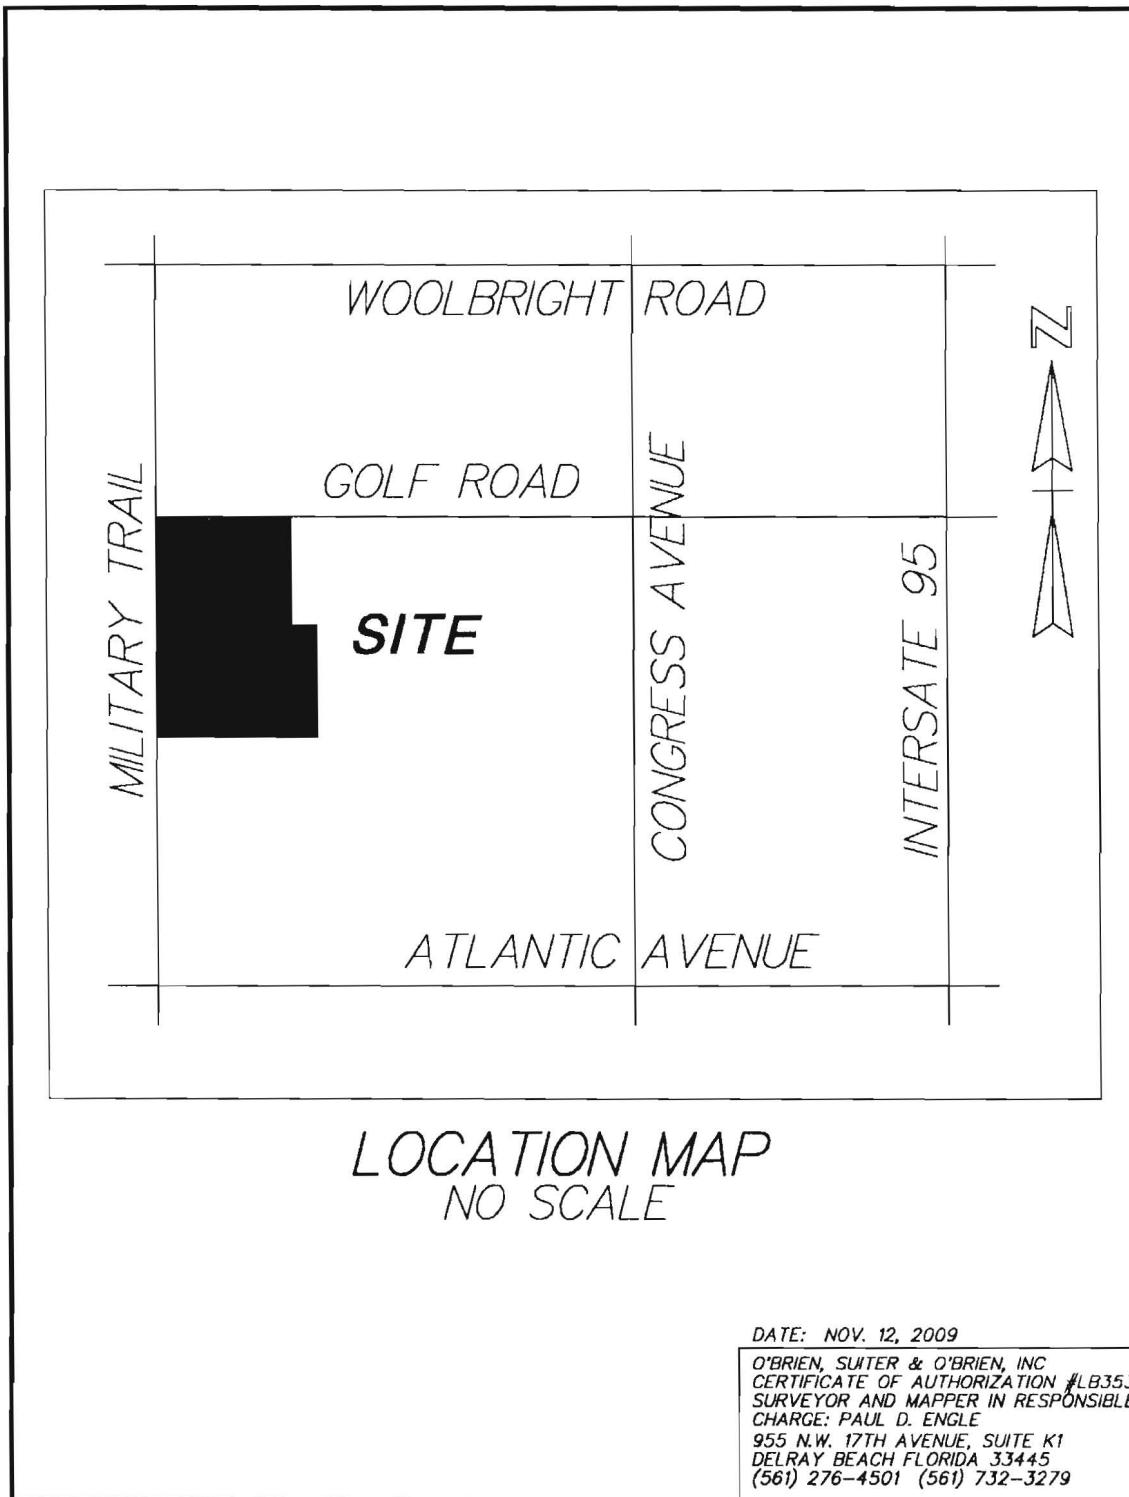 WOOLBRIGHT ROAD
N
GOLF ROAD
MILITARY TRAIL
SITE
CONGRESS AVENUE
INTERSATE 95
ATLANTIC AVENUE
LOCATION MAP
NO SCALE
DATE: NOV. 12, 2009
O'BRIEN, SUITER & O'BRIEN, INC
CERTIFICATE OF AUTHORIZATION #LB353
SURVEYOR AND MAPPER IN RESPONSIBLE
CHARGE: PAUL D. ENGLE
955 N.W. 17TH AVENUE, SUITE K1
DELRAY BEACH FLORIDA 33445
(561) 276-4501 (561) 732-3279